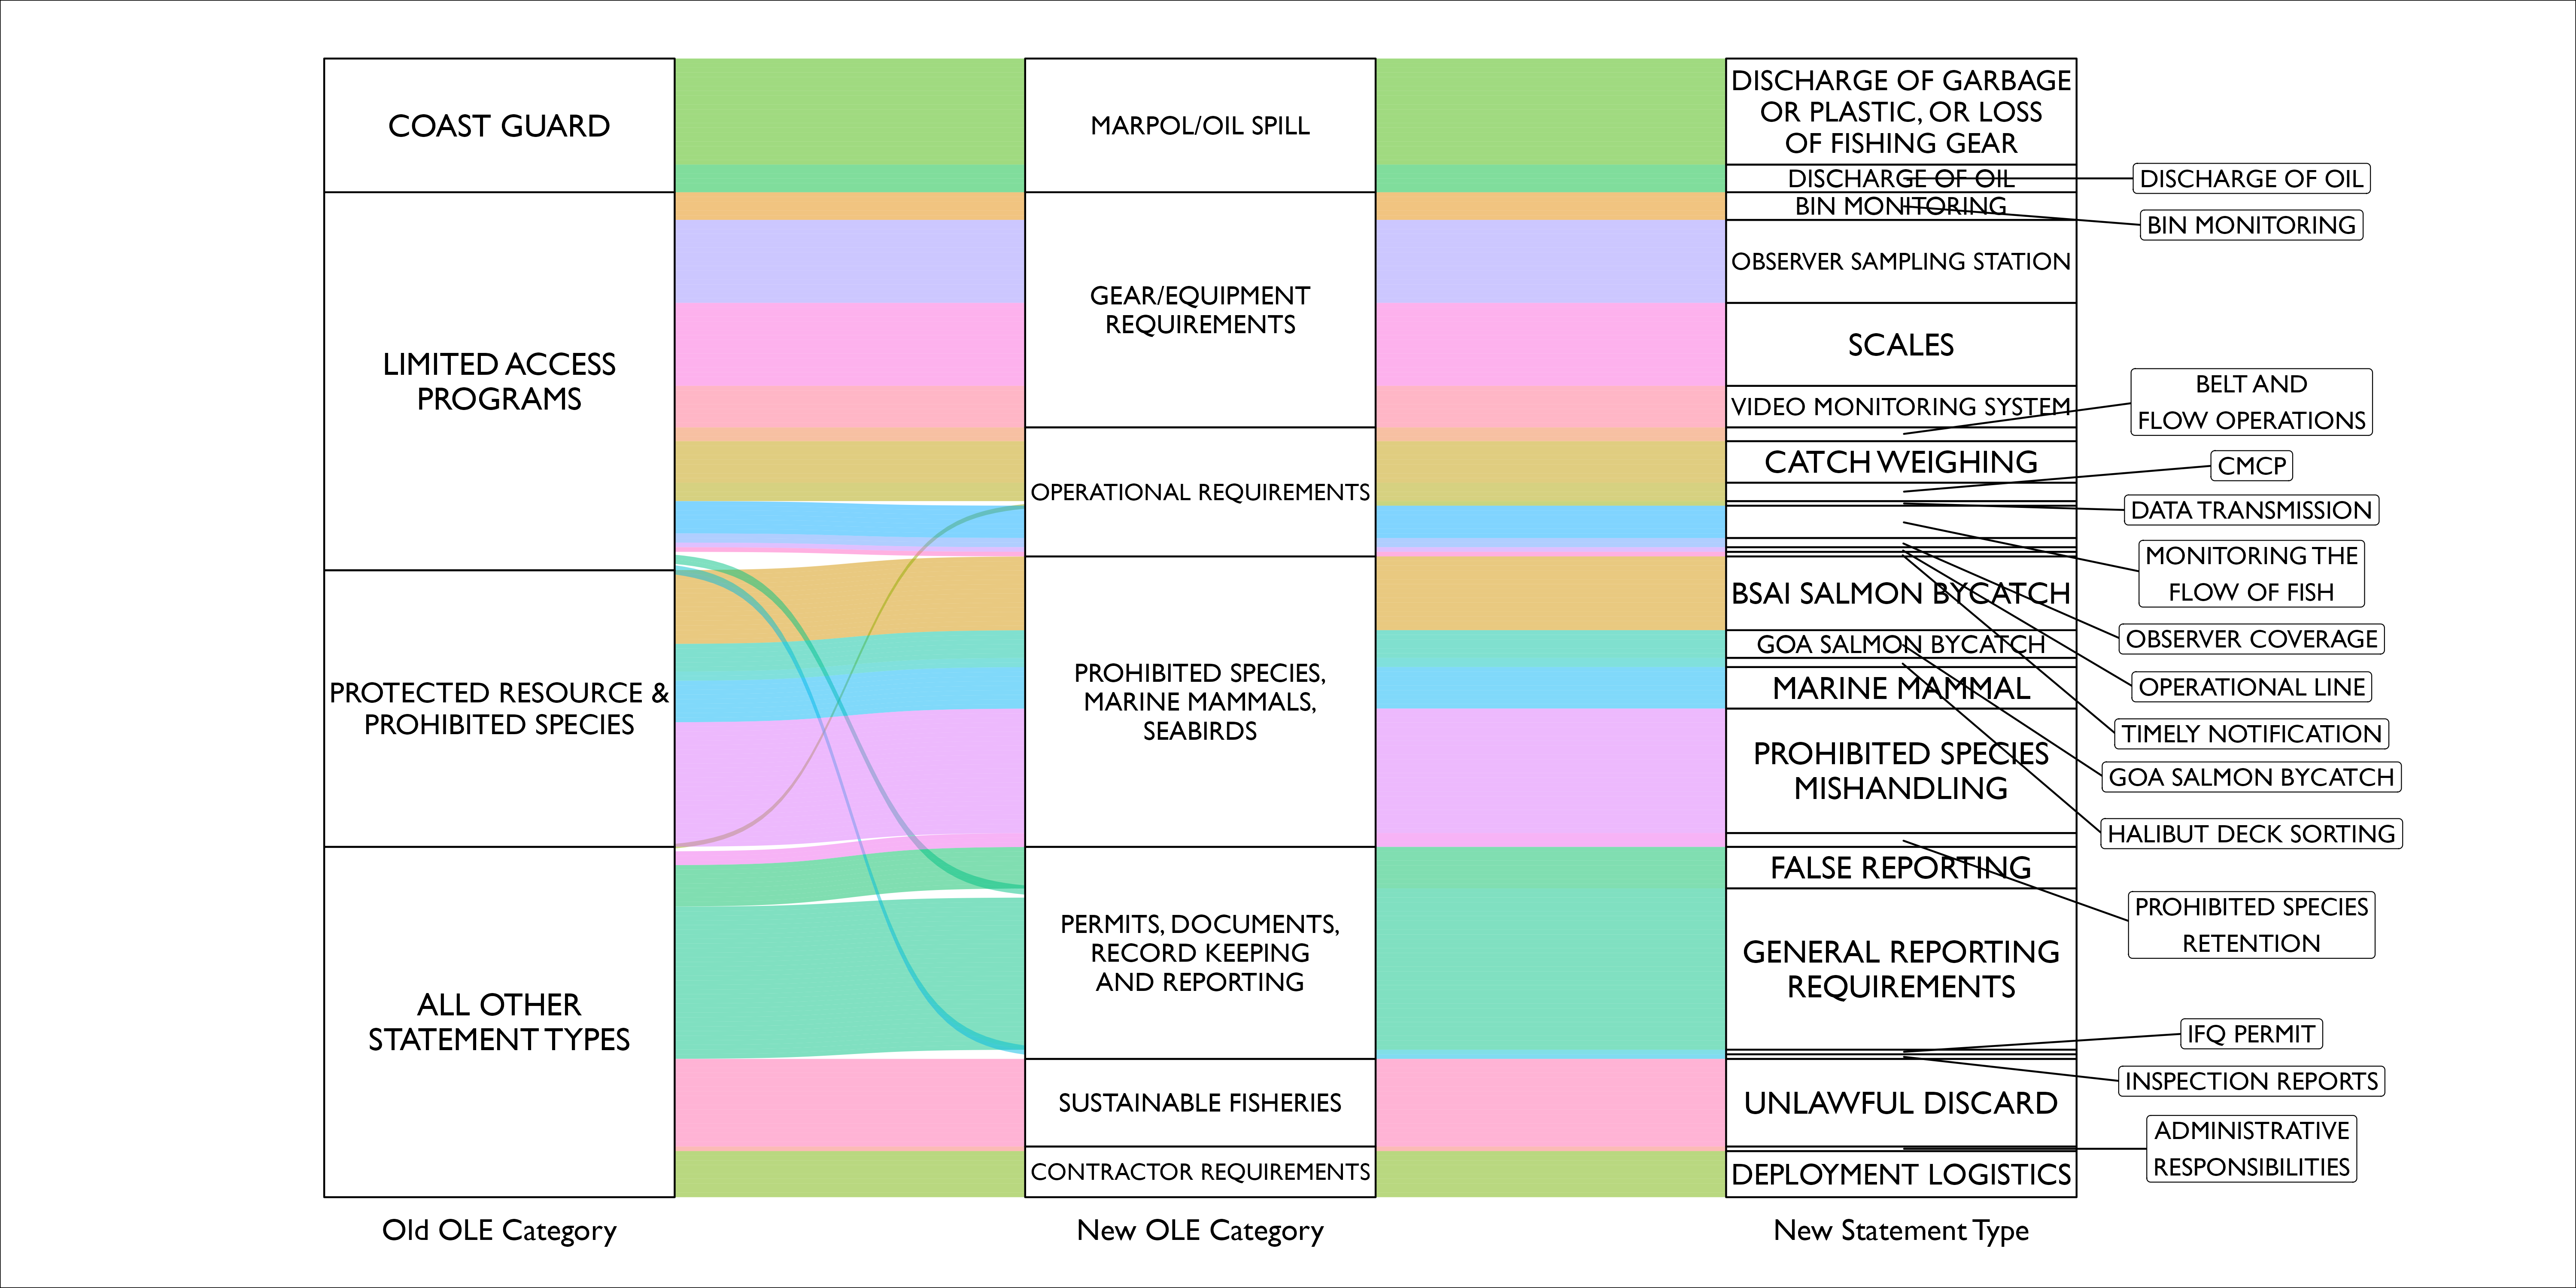 COAST GUARD
LIMITED ACCESS
PROGRAMS
PROTECTED RESOURCE &
PROHIBITED SPECIES
ALL OTHER
STATEMENT TYPES
Old OLE Category
MARPOL/OIL SPILL
GEAR/EQUIPMENT
REQUIREMENTS
OPERATIONAL REQUIREMENTS
PROHIBITED SPECIES,
MARINE MAMMALS,
SEABIRDS
PERMITS, DOCUMENTS,
RECORD KEEPING
AND REPORTING
SUSTAINABLE FISHERIES
CONTRACTOR REQUIREMENTS
New OLE Category
DISCHARGE OF GARBAGE
OR PLASTIC, OR LOSS
OF FISHING GEAR
DISCHARGE OF OIL
BIN MONITORING
OBSERVER SAMPLING STATION
SCALES
VIDEO MONITORING SYSTEM
CATCH WEIGHING
BSAI SALMON BYCATCH
GOA SALMON BYCATCH
MARINE MAMMAL
PROHIBITED SPECIES
MISHANDLING
FALSE REPORTING
GENERAL REPORTING
REQUIREMENTS
UNLAWFUL DISCARD
DEPLOYMENT LOGISTICS
New Statement Type
DISCHARGE OF OIL
BIN MONITORING
BELT AND
FLOW OPERATIONS
CMCP
DATA TRANSMISSION
MONITORING THE
FLOW OF FISH
OBSERVER COVERAGE
OPERATIONAL LINE
TIMELY NOTIFICATION
GOA SALMON BYCATCH
HALIBUT DECK SORTING
PROHIBITED SPECIES
RETENTION
IFQ PERMIT
INSPECTION REPORTS
ADMINISTRATIVE
RESPONSIBILITIES